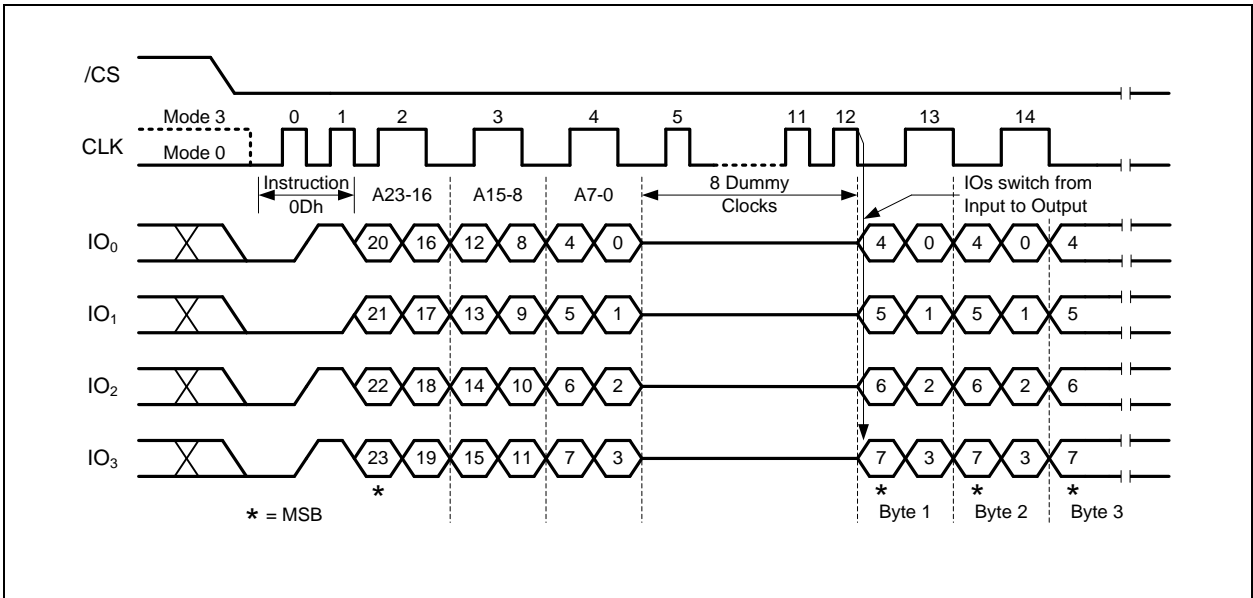 /CS
Mode 3 0 1 2 3 4 5 11 12 13 14
CLK
Mode 0
Instruction
0Dh
A23-16 A15-8 A7-0
8 Dummy
Clocks
IOs switch from
Input to Output
IO0 20 16 12 8 4 0 4 0 4 0 4
IO1 21 17 13 9 5 1 5 1 5 1 5
IO2 22 18 14 10 6 2 6 2 6 2 6
IO3 23 19 15 11 7 3 7 3 7 3 7
* * * *
* = MSB
Byte 1 Byte 2 Byte 3